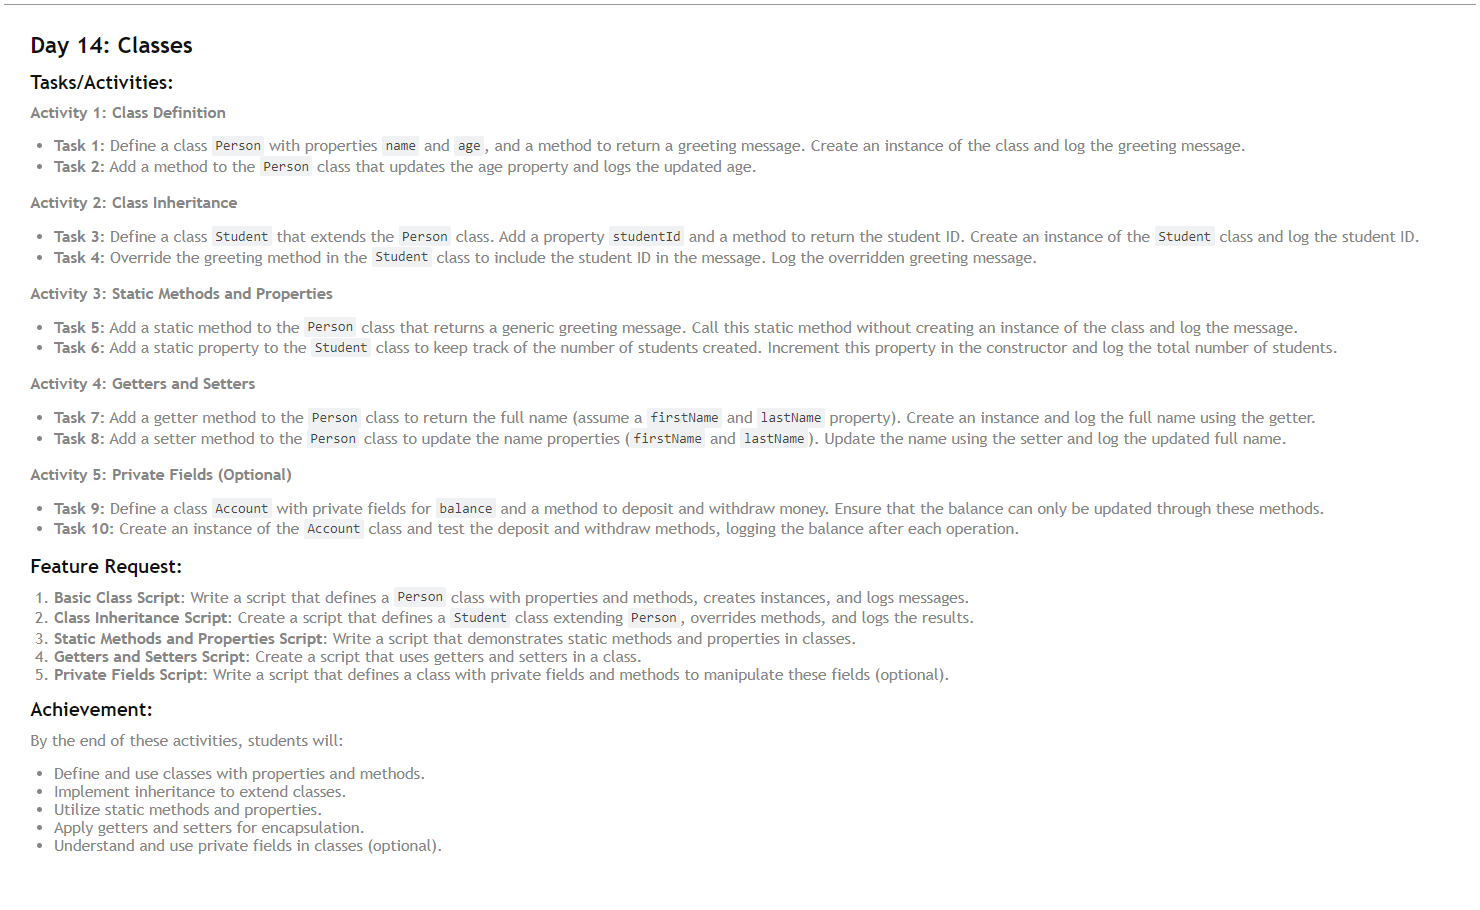 Day 14: Classes
Tasks/Activities:
Activity 1: Class Definition
• Task 1: Define a class Person with properties name and age, and a method to return a greeting message. Create an instance of the class and log the greeting message.
• Task 2: Add a method to the Person class that updates the age property and logs the updated age.
Activity 2: Class Inheritance
• Task 3: Define a class Student that extends the Person class. Add a property studentId and a method to return the student ID. Create an instance of the Student class and log the student ID.
• Task 4: Override the greeting method in the Student class to include the student ID in the message. Log the overridden greeting message.
Activity 3: Static Methods and Properties
• Task 5: Add a static method to the Person class that returns a generic greeting message. Call this static method without creating an instance of the class and log the message.
• Task 6: Add a static property to the Student class to keep track of the number of students created. Increment this property in the constructor and log the total number of students.
Activity 4: Getters and Setters
• Task 7: Add a getter method to the Person class to return the full name (assume a firstName and lastName property). Create an instance and log the full name using the getter.
• Task 8: Add a setter method to the Person class to update the name properties (firstName and lastName). Update the name using the setter and log the updated full name.
Activity 5: Private Fields (Optional)
• Task 9: Define a class Account with private fields for balance and a method to deposit and withdraw money. Ensure that the balance can only be updated through these methods.
• Task 10: Create an instance of the Account class and test the deposit and withdraw methods, logging the balance after each operation.
Feature Request:
1. Basic Class Script: Write a script that defines a Person class with properties and methods, creates instances, and logs messages.
2. Class Inheritance Script: Create a script that defines a Student class extending Person, overrides methods, and logs the results.
3. Static Methods and Properties Script: Write a script that demonstrates static methods and properties in classes.
4. Getters and Setters Script: Create a script that uses getters and setters in a class.
5. Private Fields Script: Write a script that defines a class with private fields and methods to manipulate these fields (optional).
Achievement:
By the end of these activities, students will:
• Define and use classes with properties and methods.
• Implement inheritance to extend classes.
• Utilize static methods and properties.
• Apply getters and setters for encapsulation.
• Understand and use private fields in classes (optional).